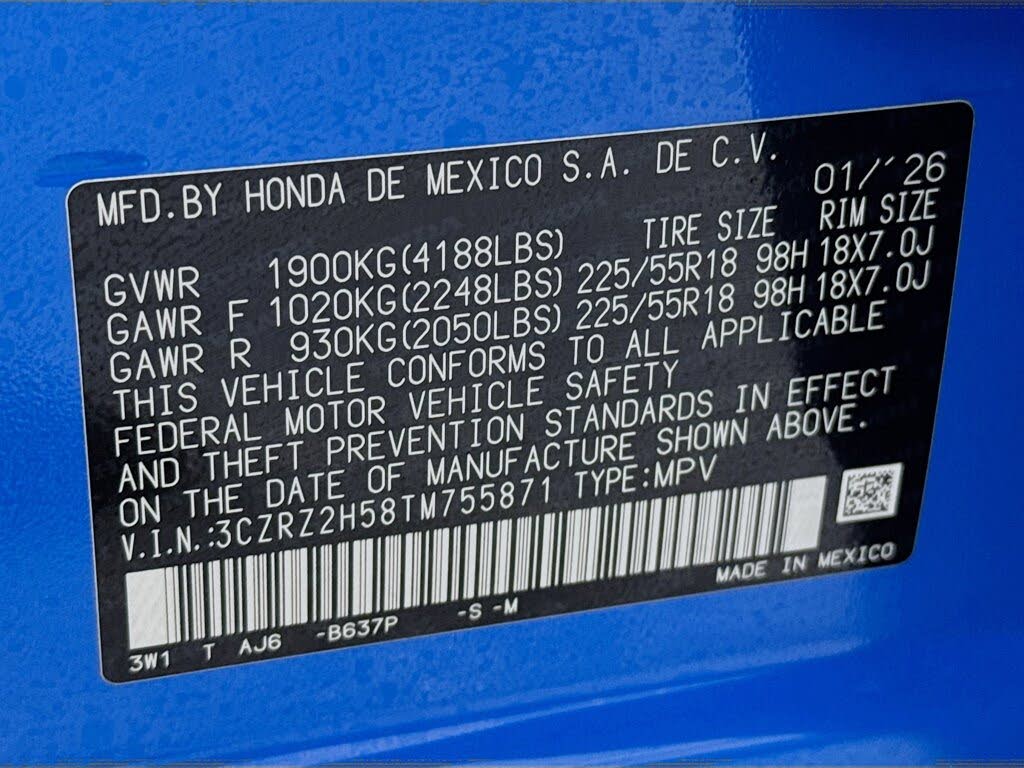 MFD.BY HONDA DE MEXICO S.A. DE C.V.
01/´26
TIRE SIZE RIM SIZE
GVWR 1900KG(4188LBS)
GAWR F 1020KG(2248LBS) 225/55R18 98H 18X7.0J
GAWR R 930KG(2050LBS) 225/55R18 98H 18X7.0J
THIS VEHICLE CONFORMS TO ALL APPLICABLE
FEDERAL MOTOR VEHICLE SAFETY
AND THEFT PREVENTION STANDARDS IN EFFECT
ON THE DATE OF MANUFACTURE SHOWN ABOVE.
V.I.N.:3CZRZ2H58TM755871 TYPE:MPV
MADE IN MEXICO
3W1 T AJ6 -B637P -S -M